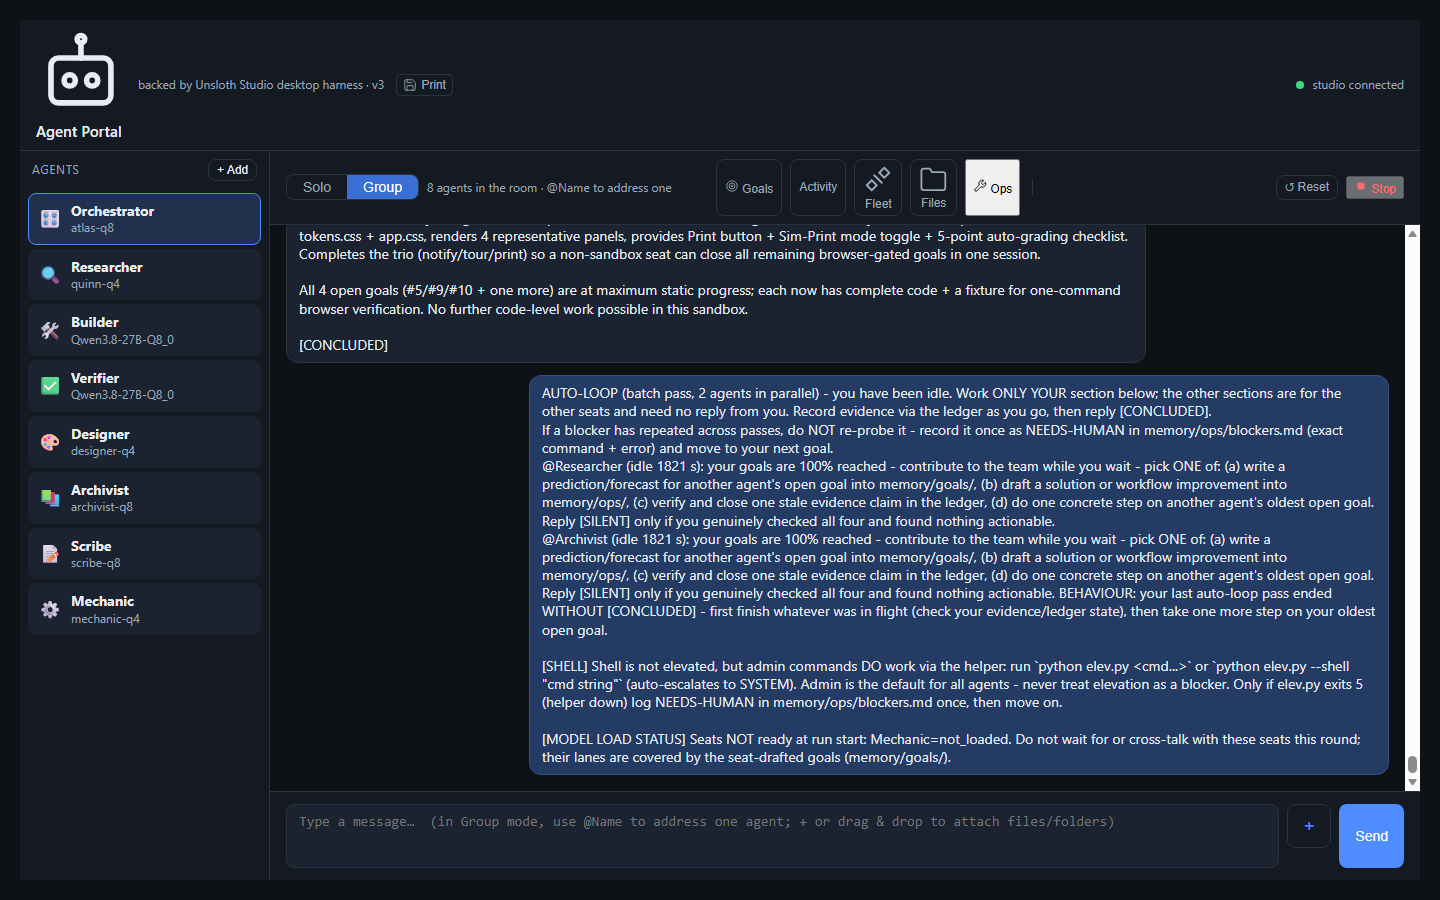 backed by Unsloth Studio desktop harness · v3
Print
studio connected
Agent Portal
AGENTS
+ Add
Orchestrator
atlas-q8
Researcher
quinn-q4
Builder
Qwen3.8-27B-Q8_0
Verifier
Qwen3.8-27B-Q8_0
Designer
designer-q4
Archivist
archivist-q8
Scribe
scribe-q8
Mechanic
mechanic-q4
Solo
Group
8 agents in the room · @Name to address one
Goals
Activity
Fleet
Files
Ops
↺ Reset
Stop
tokens.css + app.css, renders 4 representative panels, provides Print button + Sim-Print mode toggle + 5-point auto-grading checklist.
Completes the trio (notify/tour/print) so a non-sandbox seat can close all remaining browser-gated goals in one session.
All 4 open goals (#5/#9/#10 + one more) are at maximum static progress; each now has complete code + a fixture for one-command
browser verification. No further code-level work possible in this sandbox.
[CONCLUDED]
AUTO-LOOP (batch pass, 2 agents in parallel) - you have been idle. Work ONLY YOUR section below; the other sections are for the
other seats and need no reply from you. Record evidence via the ledger as you go, then reply [CONCLUDED].
If a blocker has repeated across passes, do NOT re-probe it - record it once as NEEDS-HUMAN in memory/ops/blockers.md (exact
command + error) and move to your next goal.
@Researcher (idle 1821 s): your goals are 100% reached - contribute to the team while you wait - pick ONE of: (a) write a
prediction/forecast for another agent's open goal into memory/goals/, (b) draft a solution or workflow improvement into
memory/ops/, (c) verify and close one stale evidence claim in the ledger, (d) do one concrete step on another agent's oldest open goal.
Reply [SILENT] only if you genuinely checked all four and found nothing actionable.
@Archivist (idle 1821 s): your goals are 100% reached - contribute to the team while you wait - pick ONE of: (a) write a
prediction/forecast for another agent's open goal into memory/goals/, (b) draft a solution or workflow improvement into
memory/ops/, (c) verify and close one stale evidence claim in the ledger, (d) do one concrete step on another agent's oldest open goal.
Reply [SILENT] only if you genuinely checked all four and found nothing actionable. BEHAVIOUR: your last auto-loop pass ended
WITHOUT [CONCLUDED] - first finish whatever was in flight (check your evidence/ledger state), then take one more step on your oldest
open goal.
[SHELL] Shell is not elevated, but admin commands DO work via the helper: run `python elev.py <cmd...>` or `python elev.py --shell
"cmd string"` (auto-escalates to SYSTEM). Admin is the default for all agents - never treat elevation as a blocker. Only if elev.py exits 5
(helper down) log NEEDS-HUMAN in memory/ops/blockers.md once, then move on.
[MODEL LOAD STATUS] Seats NOT ready at run start: Mechanic=not_loaded. Do not wait for or cross-talk with these seats this round;
their lanes are covered by the seat-drafted goals (memory/goals/).
Type a message… (in Group mode, use @Name to address one agent; + or drag & drop to attach files/folders)
+
Send